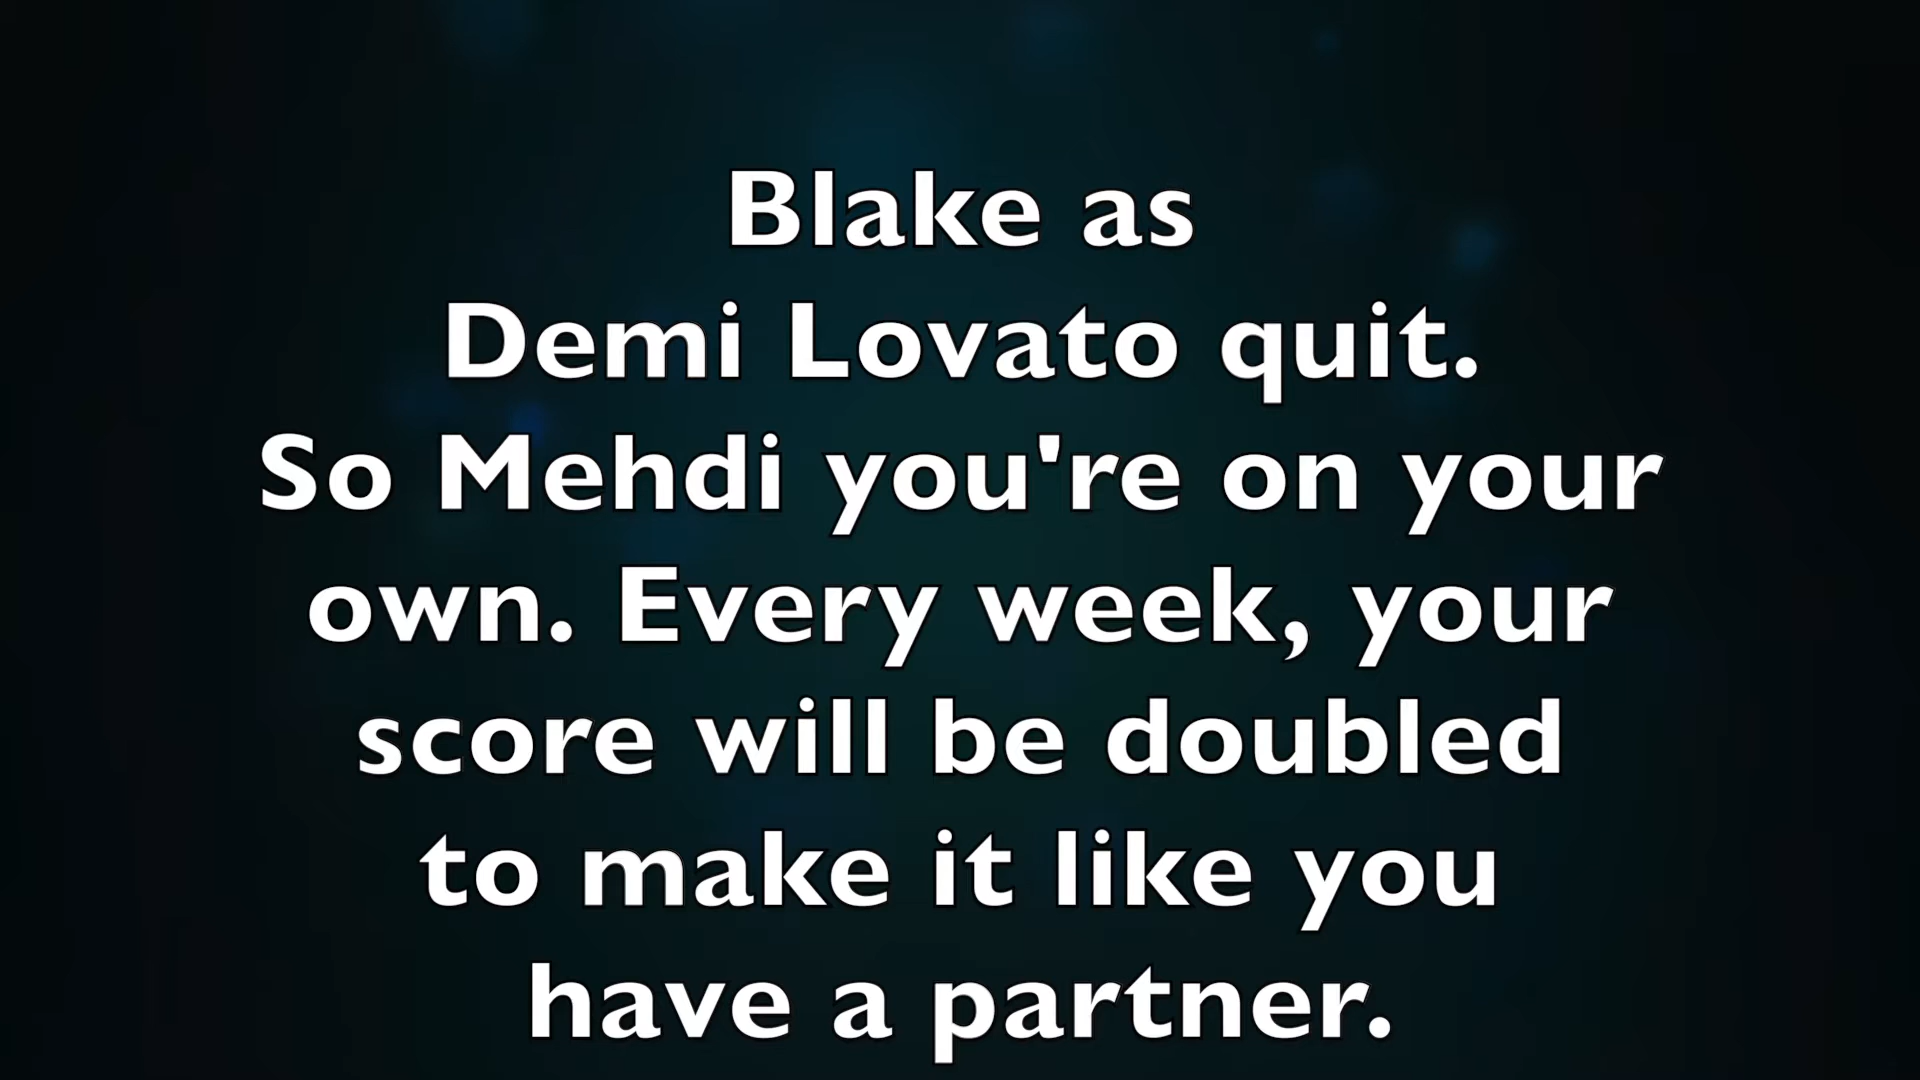 Blake as
Demi Lovato quit.
So Mehdi you're on your
own. Every week, your
score will be doubled
to make it like you
have a partner.